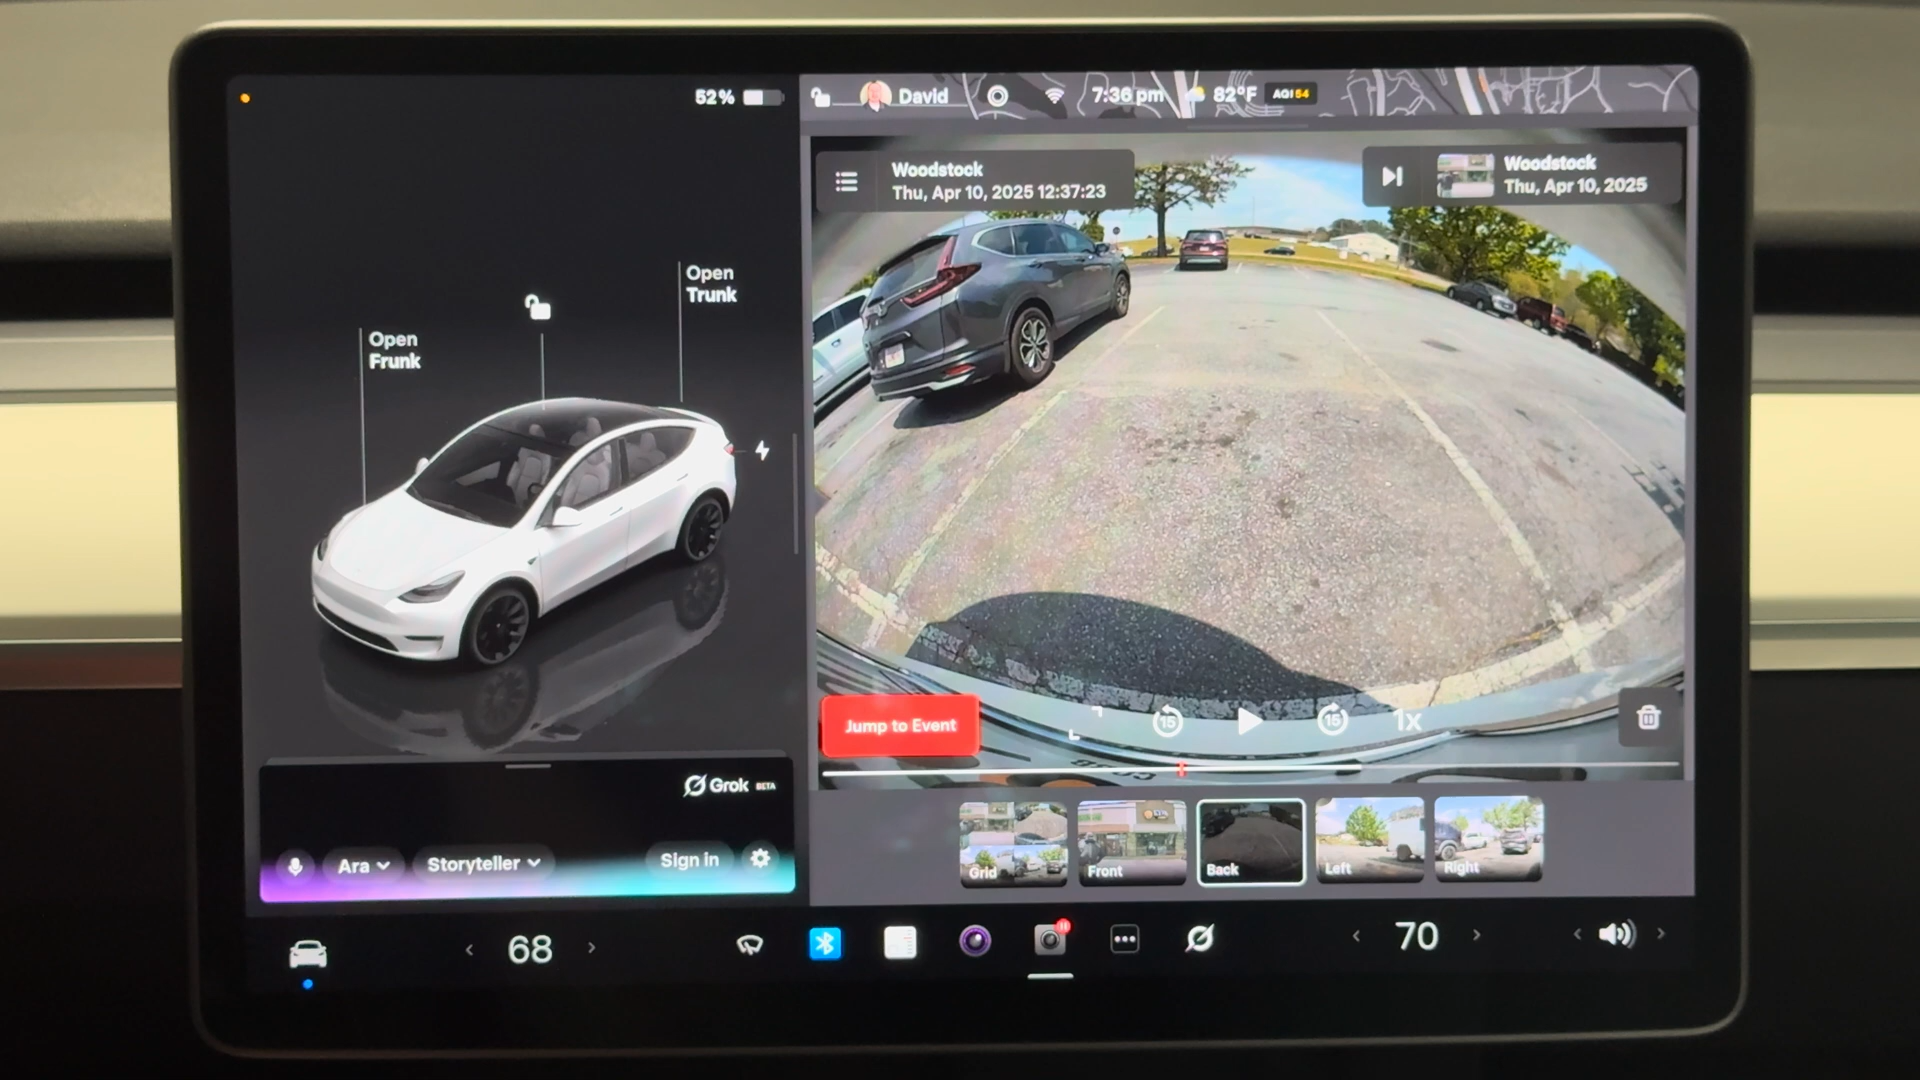 52%
David
7:36 pm
82°F
AQI 54
Woodstock
Thu, Apr 10, 2025 12:37:23
Woodstock
Thu, Apr 10, 2025
Open
Trunk
Open
Frunk
Jump to Event
15
15
1x
Grok BETA
Ara
Storyteller
Sign in
Grid
Front
Back
Left
Right
68
70